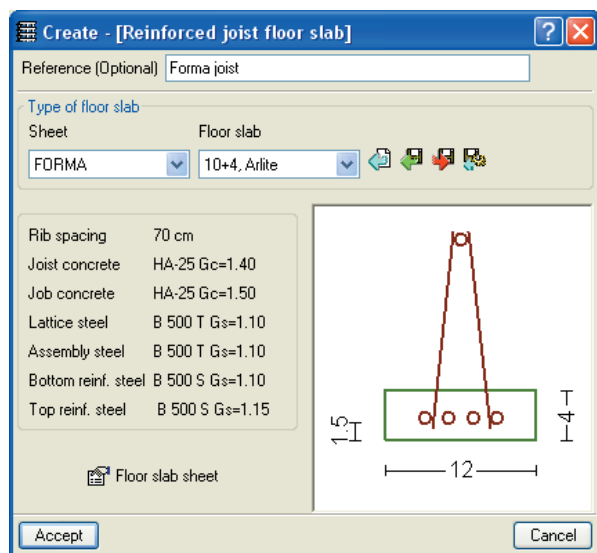 Create - [Reinforced joist floor slab]
Reference (Optional) Forma joist
Type of floor slab
Sheet Floor slab
FORMA 10+4, Arlite
Rib spacing 70 cm
Joist concrete HA-25 Gc=1.40
Job concrete HA-25 Gc=1.50
Lattice steel B 500 T Gs=1.10
Assembly steel B 500 T Gs=1.10
Bottom reinf. steel B 500 S Gs=1.10
Top reinf. steel B 500 S Gs=1.15
Floor slab sheet
1.5
4
12
Accept Cancel